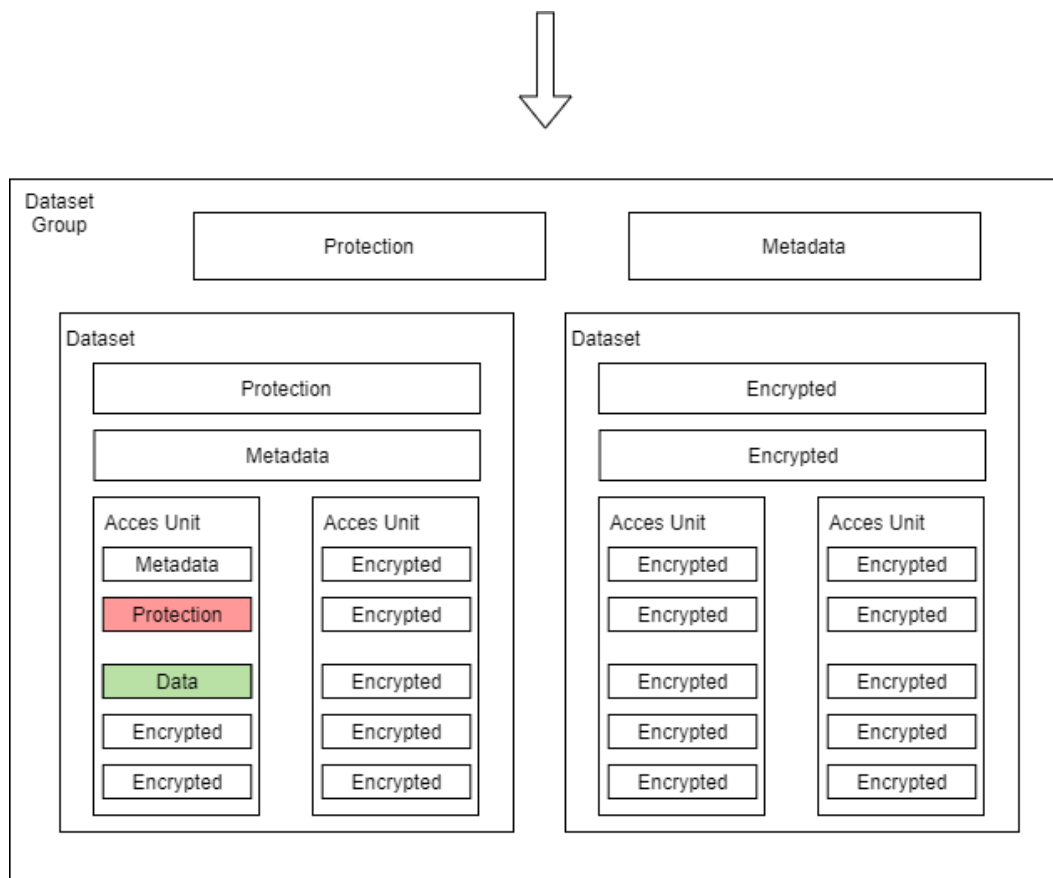 Dataset
Group
Protection
Metadata
Dataset
Protection
Metadata
Acces Unit
Metadata
Protection
Data
Encrypted
Encrypted
Acces Unit
Encrypted
Encrypted
Encrypted
Encrypted
Encrypted
Dataset
Encrypted
Encrypted
Acces Unit
Encrypted
Encrypted
Encrypted
Encrypted
Encrypted
Acces Unit
Encrypted
Encrypted
Encrypted
Encrypted
Encrypted